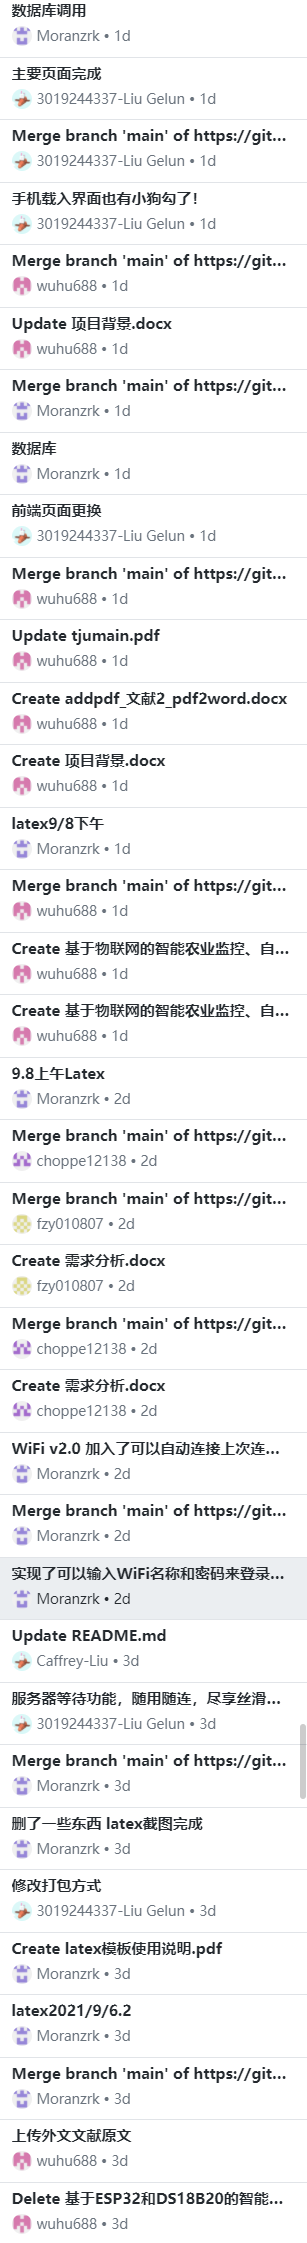 数据库调用
Moranzrk • 1d
主要页面完成
3019244337-Liu Gelun • 1d
Merge branch 'main' of https://git...
3019244337-Liu Gelun • 1d
手机载入界面也有小狗勾了!
3019244337-Liu Gelun • 1d
Merge branch 'main' of https://git...
wuhu688 • 1d
Update 项目背景.docx
wuhu688 • 1d
Merge branch 'main' of https://git...
Moranzrk • 1d
数据库
Moranzrk • 1d
前端页面更换
3019244337-Liu Gelun • 1d
Merge branch 'main' of https://git...
wuhu688 • 1d
Update tjumain.pdf
wuhu688 • 1d
Create addpdf_文献2_pdf2word.docx
wuhu688 • 1d
Create 项目背景.docx
wuhu688 • 1d
latex9/8下午
Moranzrk • 1d
Merge branch 'main' of https://git...
wuhu688 • 1d
Create 基于物联网的智能农业监控、自...
wuhu688 • 1d
Create 基于物联网的智能农业监控、自...
wuhu688 • 1d
9.8上午Latex
Moranzrk • 2d
Merge branch 'main' of https://git...
choppe12138 • 2d
Merge branch 'main' of https://git...
fzy010807 • 2d
Create 需求分析.docx
fzy010807 • 2d
Merge branch 'main' of https://git...
choppe12138 • 2d
Create 需求分析.docx
choppe12138 • 2d
WiFi v2.0 加入了可以自动连接上次连...
Moranzrk • 2d
Merge branch 'main' of https://git...
Moranzrk • 2d
实现了可以输入WiFi名称和密码来登录...
Moranzrk • 2d
Update README.md
Caffrey-Liu • 3d
服务器等待功能，随用随连，尽享丝滑...
3019244337-Liu Gelun • 3d
Merge branch 'main' of https://git...
Moranzrk • 3d
删了一些东西 latex截图完成
Moranzrk • 3d
修改打包方式
3019244337-Liu Gelun • 3d
Create latex模板使用说明.pdf
Moranzrk • 3d
latex2021/9/6.2
Moranzrk • 3d
Merge branch 'main' of https://git...
Moranzrk • 3d
上传外文文献原文
wuhu688 • 3d
Delete 基于ESP32和DS18B20的智能...
wuhu688 • 3d